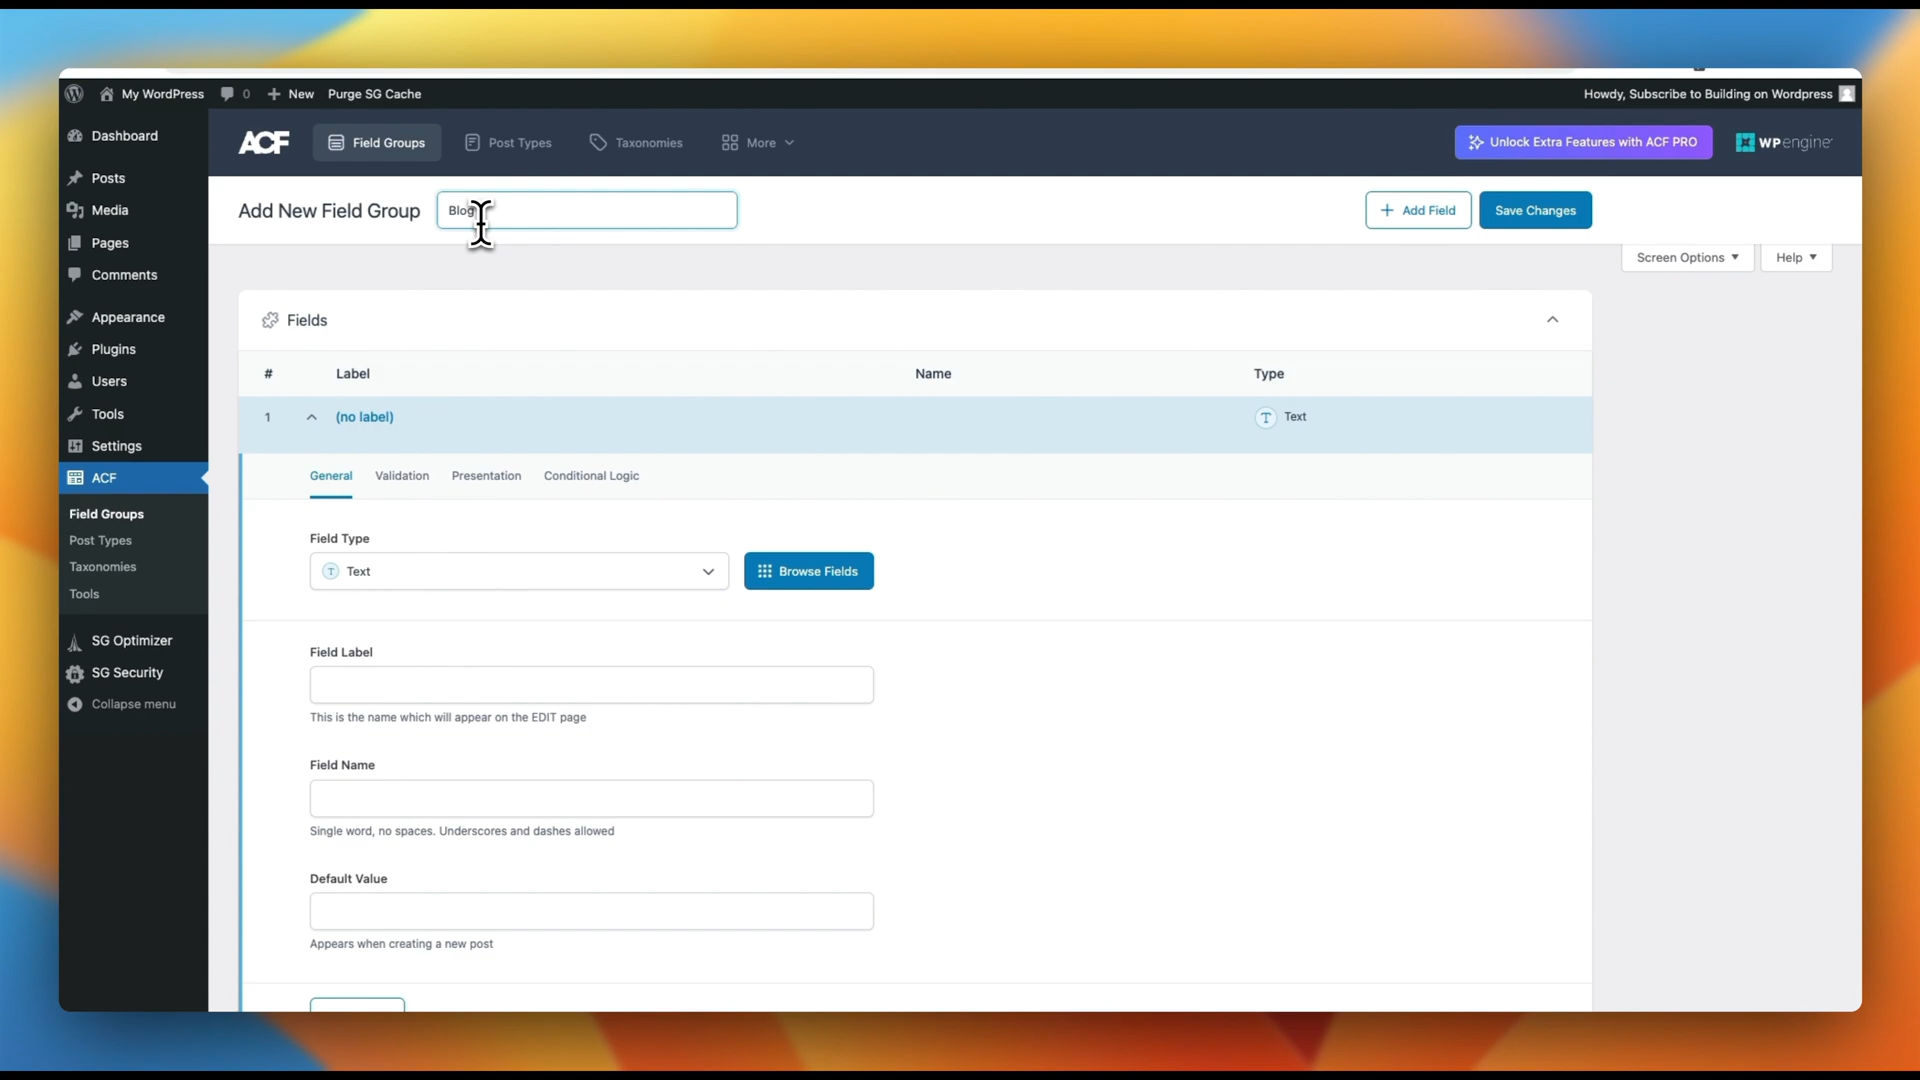 My WordPress 0 New Purge SG Cache Howdy, Subscribe to Building on Wordpress
Dashboard
Posts
Media
Pages
Comments
Appearance
Plugins
Users
Tools
Settings
ACF
Field Groups
Post Types
Taxonomies
Tools
SG Optimizer
SG Security
Collapse menu
ACF Field Groups Post Types Taxonomies More Unlock Extra Features with ACF PRO WPengine
Add New Field Group Blog + Add Field Save Changes
Screen Options Help
Fields
# Label Name Type
1 (no label) T Text
General Validation Presentation Conditional Logic
Field Type
T Text Browse Fields
Field Label
This is the name which will appear on the EDIT page
Field Name
Single word, no spaces. Underscores and dashes allowed
Default Value
Appears when creating a new post